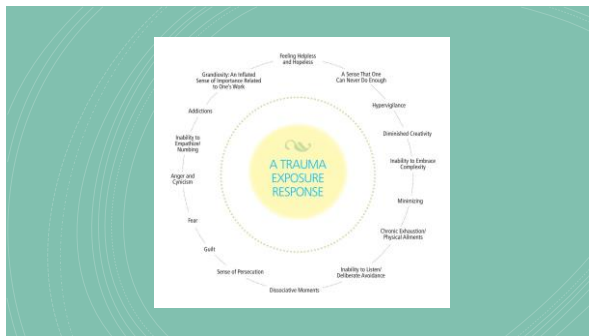 Feeling Helpless
and Hopeless
A Sense That One
Can Never Do Enough
Hypervigilance
Diminished Creativity
Inability to Embrace
Complexity
Minimizing
Chronic Exhaustion/
Physical Ailments
Inability to Listen/
Deliberate Avoidance
Dissociative Moments
Sense of Persecution
Guilt
Fear
Anger and
Cynicism
Inability to
Empathize/
Numbing
Addictions
Grandiosity: An Inflated
Sense of Importance Related
to One's Work
A TRAUMA
EXPOSURE
RESPONSE